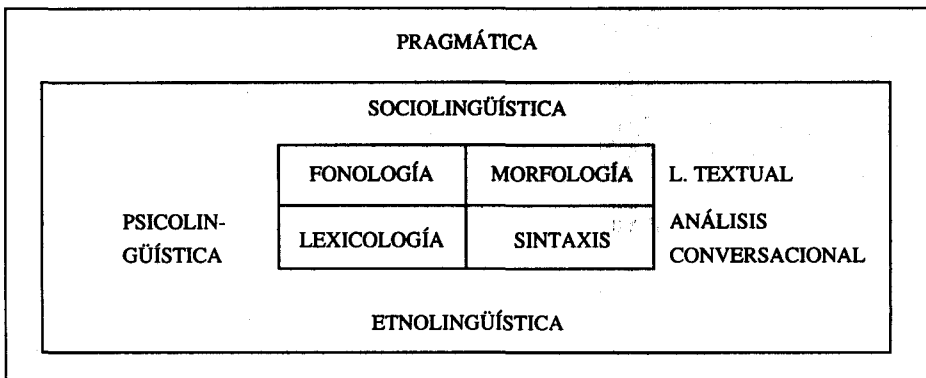 PRAGMÁTICA
SOCIOLINGÜÍSTICA
FONOLOGÍA MORFOLOGÍA L. TEXTUAL
PSICOLIN-
GÜÍSTICA
LEXICOLOGÍA SINTAXIS
ANÁLISIS
CONVERSACIONAL
ETNOLINGÜÍSTICA